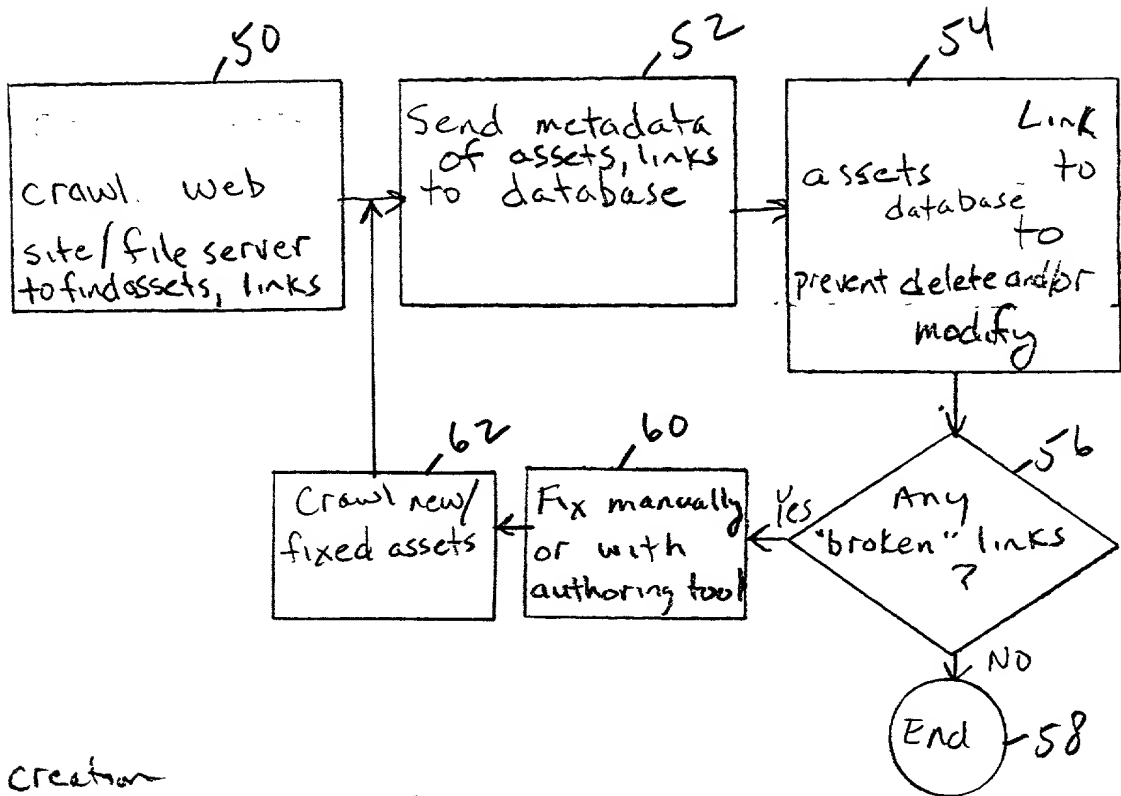 50
crawl web
site/file server
to find assets, links
52
Send metadata
of assets, links
to database
54
Link
assets to
database
to
prevent delete and/or
modify
56
Any
"broken" links
?
Yes
60
Fix manually
or with
authoring tool
62
Crawl new/
fixed assets
NO
End
58
creation